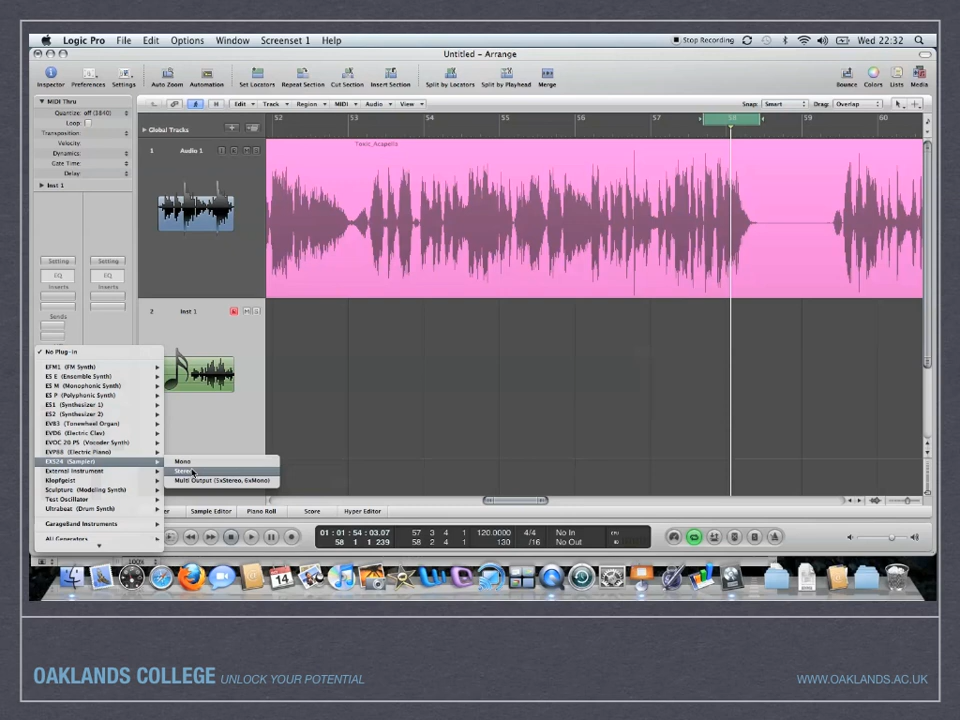 Logic Pro File Edit Options Window Screenset 1 Help Stop Recording Wed 22:32
Untitled - Arrange
Inspector Preferences Settings Auto Zoom Automation Set Locators Repeat Section Cut Section Insert Section Split by Locators Split by Playhead Merge Bounce Colors Lists Media
MIDI Thru Edit Track Region MIDI Audio View Snap: Smart Drag: Overlap
Quantize: off (3840)
Loop:
Transposition:
Velocity:
Dynamics:
Gate Time:
Delay:
Inst 1
52 53 54 55 56 57 58 59 60
Global Tracks
1 Audio 1
Toxic_Acapella
Setting Setting
EQ EQ
Inserts Inserts
Sends
2 Inst 1
No Plug-in
EFM1 (FM Synth)
ES E (Ensemble Synth)
ES M (Monophonic Synth)
ES P (Polyphonic Synth)
ES1 (Synthesizer 1)
ES2 (Synthesizer 2)
EVB3 (Tonewheel Organ)
EVD6 (Electric Clav)
EVOC 20 PS (Vocoder Synth)
EVP88 (Electric Piano)
EXS24 (Sampler)
External Instrument
Klopfgeist
Sculpture (Modeling Synth)
Test Oscillator
Ultrabeat (Drum Synth)
GarageBand Instruments
All Generators
Mono
Stereo
Multi Output (5xStereo, 6xMono)
Sample Editor Piano Roll Score Hyper Editor
01:01:54:03.07 57 3 4 1 120.0000 4/4 No In
58 1 1 239 130 /16 No Out
100%
OAKLANDS COLLEGE UNLOCK YOUR POTENTIAL
WWW.OAKLANDS.AC.UK